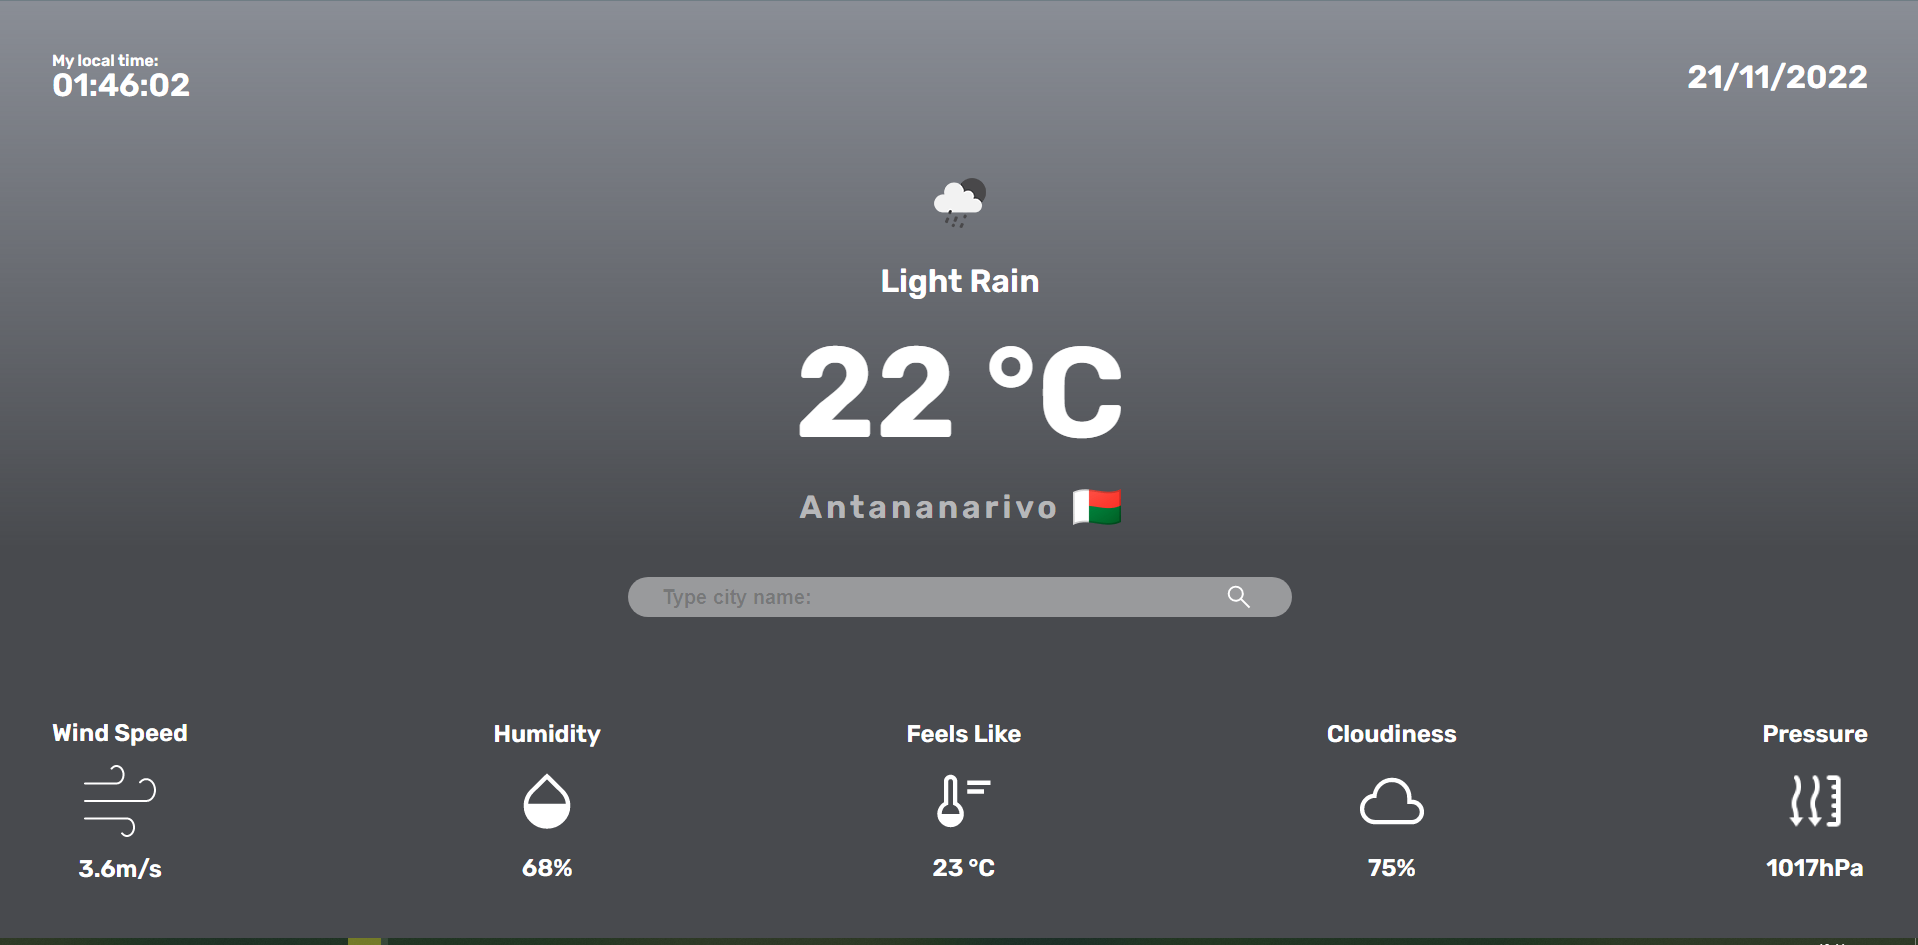 My local time:
01:46:02
21/11/2022
Light Rain
22 °C
Antananarivo
Type city name:
Wind Speed
Humidity
Feels Like
Cloudiness
Pressure
3.6m/s
68%
23 °C
75%
1017hPa